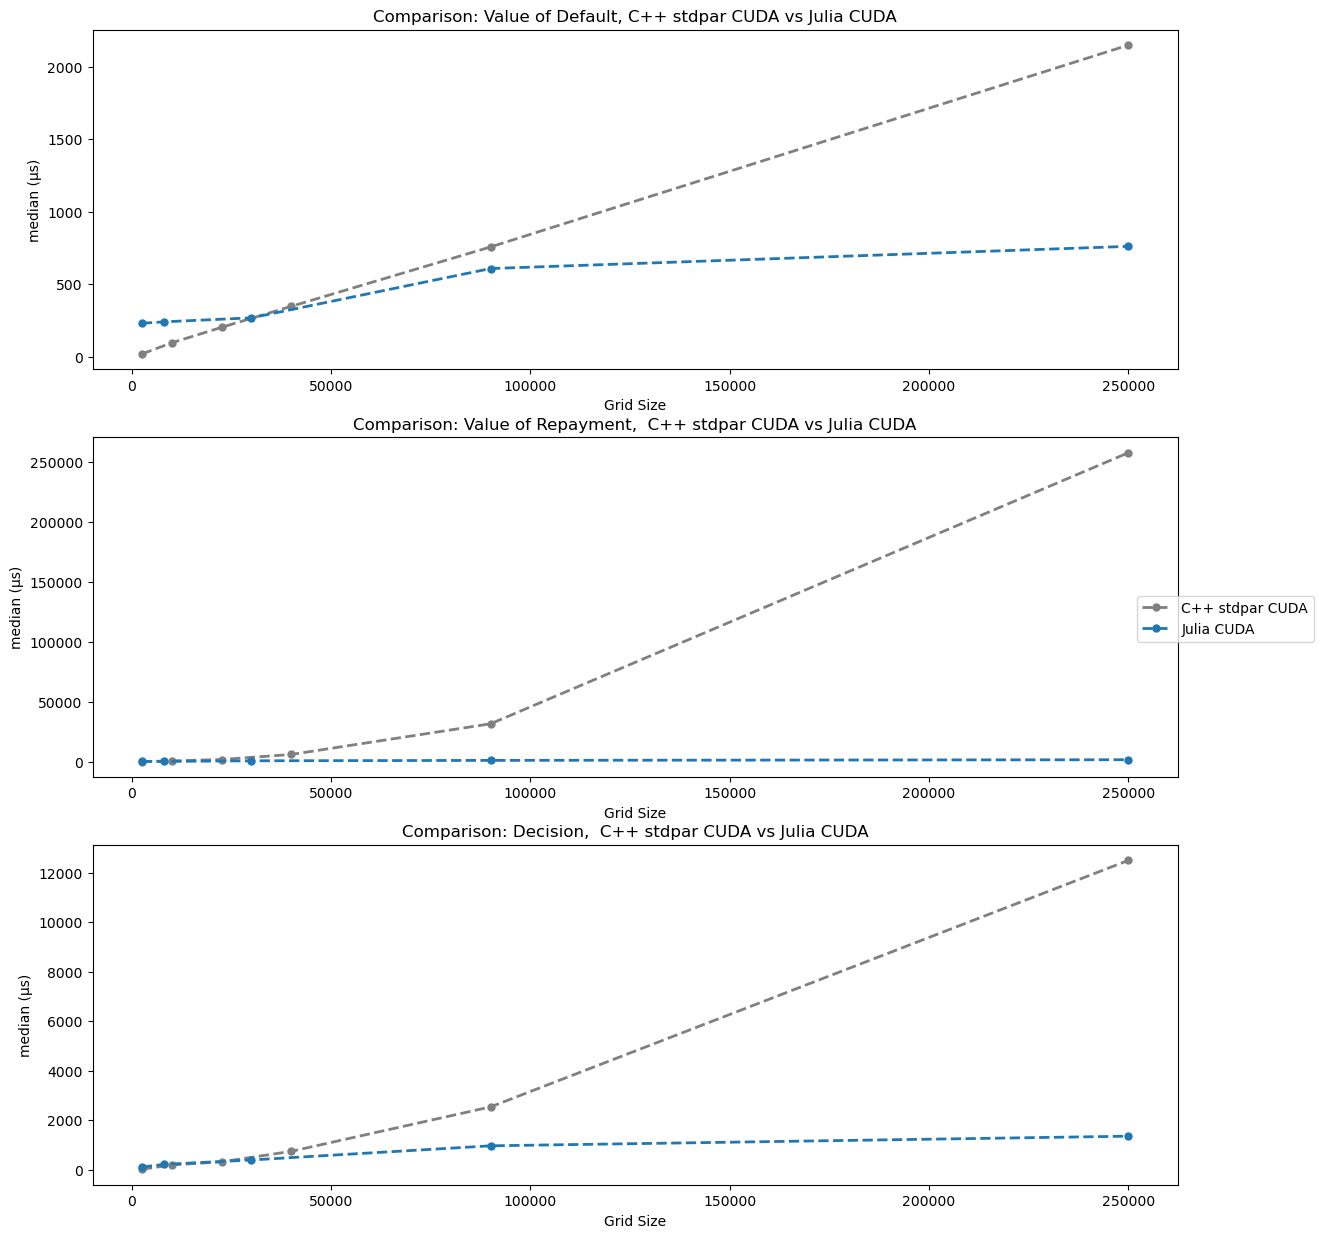 Comparison: Value of Default, C++ stdpar CUDA vs Julia CUDA
2000
1500
1000
500
0
median (µs)
0 50000 100000 150000 200000 250000
Grid Size
Comparison: Value of Repayment,  C++ stdpar CUDA vs Julia CUDA
250000
200000
150000
100000
50000
0
median (µs)
C++ stdpar CUDA
Julia CUDA
0 50000 100000 150000 200000 250000
Grid Size
Comparison: Decision,  C++ stdpar CUDA vs Julia CUDA
12000
10000
8000
6000
4000
2000
0
median (µs)
0 50000 100000 150000 200000 250000
Grid Size